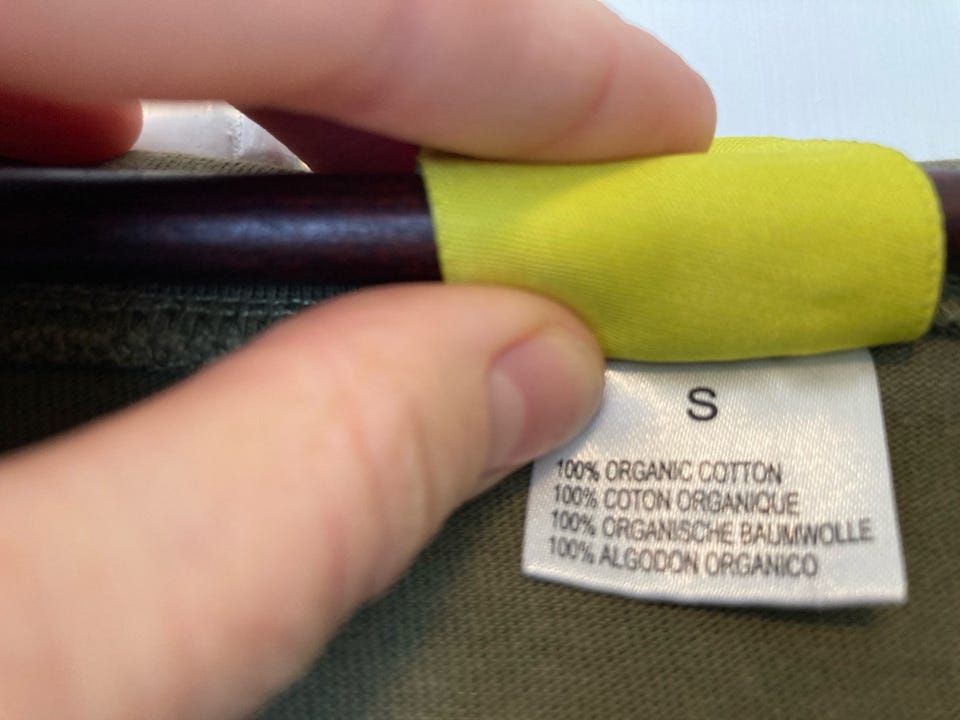 S
100% ORGANIC COTTON
100% COTON ORGANIQUE
100% ORGANISCHE BAUMWOLLE
100% ALGODON ORGANICO